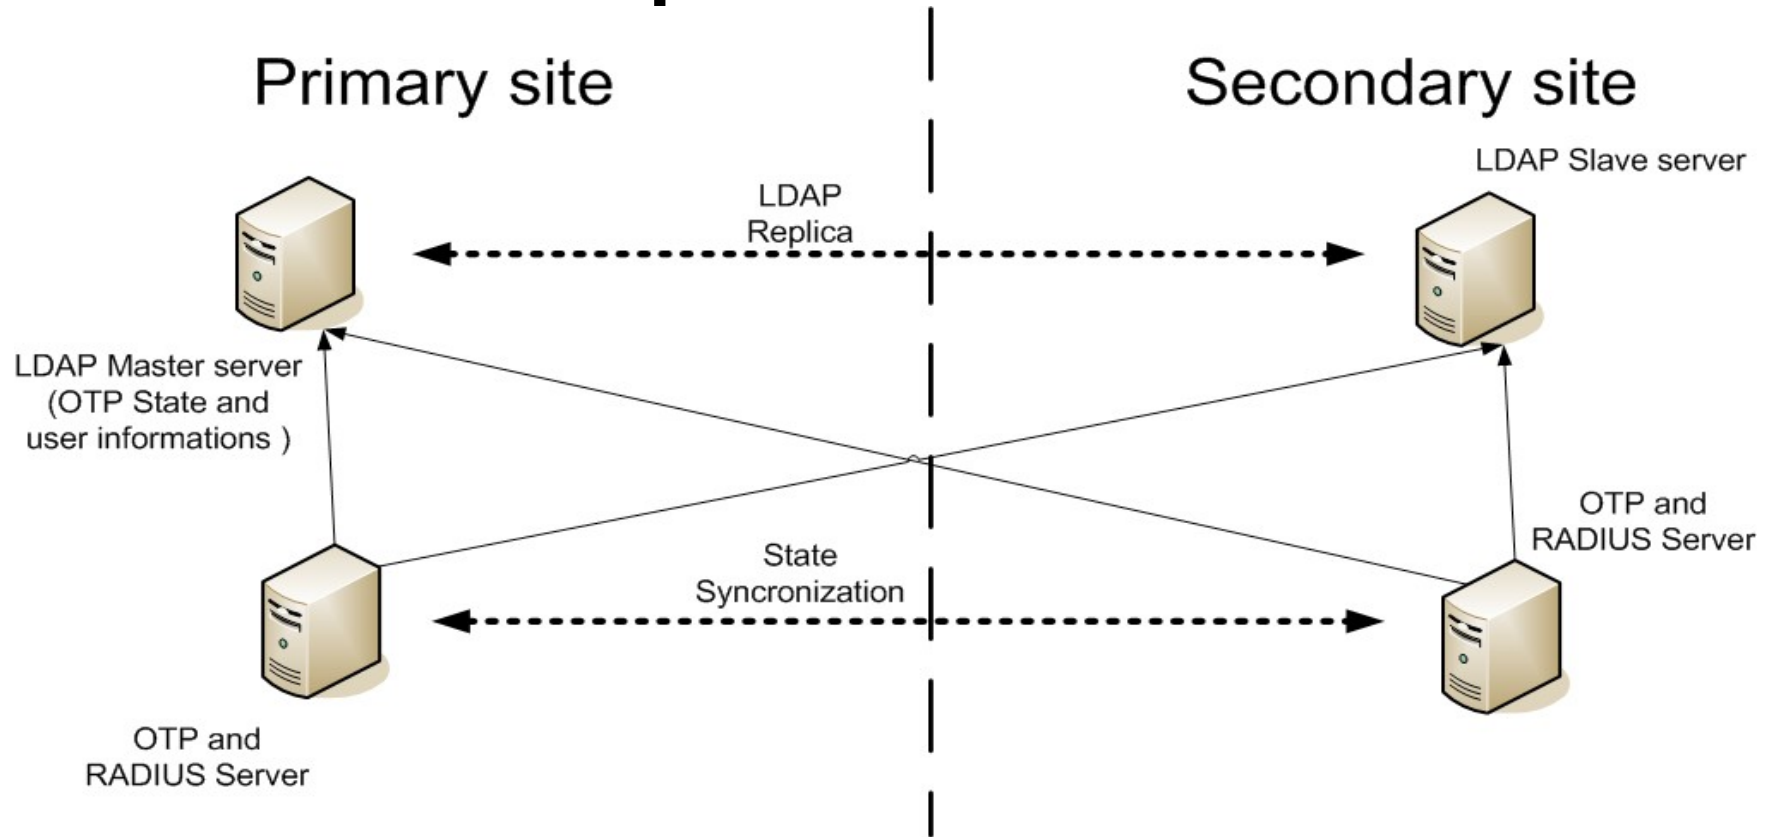 Primary site
Secondary site
LDAP Slave server
LDAP
Replica
LDAP Master server
(OTP State and
user informations )
OTP and
RADIUS Server
State
Syncronization
OTP and
RADIUS Server